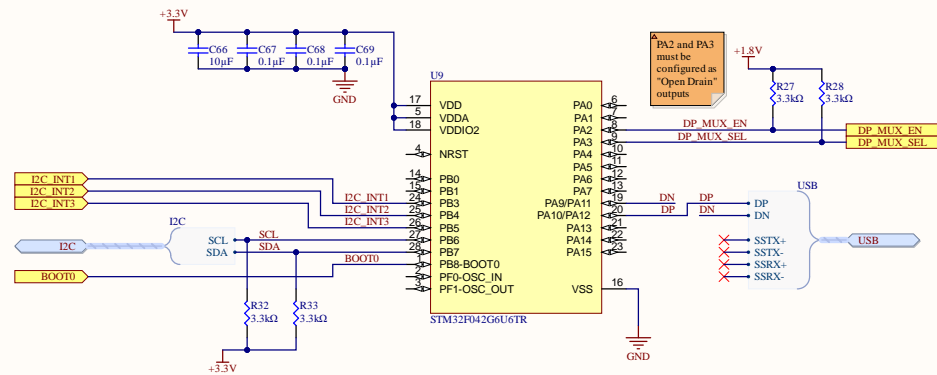 +3.3V
C66
10µF
C67
0.1µF
C68
0.1µF
C69
0.1µF
GND
U9
17
VDD
5
VDDA
18
VDDIO2
4
NRST
14
PB0
15
PB1
24
PB3
25
PB4
26
PB5
27
PB6
28
PB7
1
PB8-BOOT0
2
PF0-OSC_IN
3
PF1-OSC_OUT
PA0
6
PA1
7
PA2
8
PA3
9
PA4
10
PA5
11
PA6
12
PA7
13
PA9/PA11
19
PA10/PA12
20
PA13
21
PA14
22
PA15
23
VSS
16
STM32F042G6U6TR
I2C_INT1
I2C_INT2
I2C_INT3
I2C_INT1
I2C_INT2
I2C_INT3
I2C
I2C
SCL
SCL
SDA
SDA
BOOT0
BOOT0
R32
3.3kΩ
R33
3.3kΩ
+3.3V
PA2 and PA3
must be
configured as
"Open Drain"
outputs
+1.8V
R27
3.3kΩ
R28
3.3kΩ
DP_MUX_EN
DP_MUX_EN
DP_MUX_SEL
DP_MUX_SEL
DN
DP
DP
DN
USB
DP
DN
SSTX+
SSTX-
SSRX+
SSRX-
USB
GND